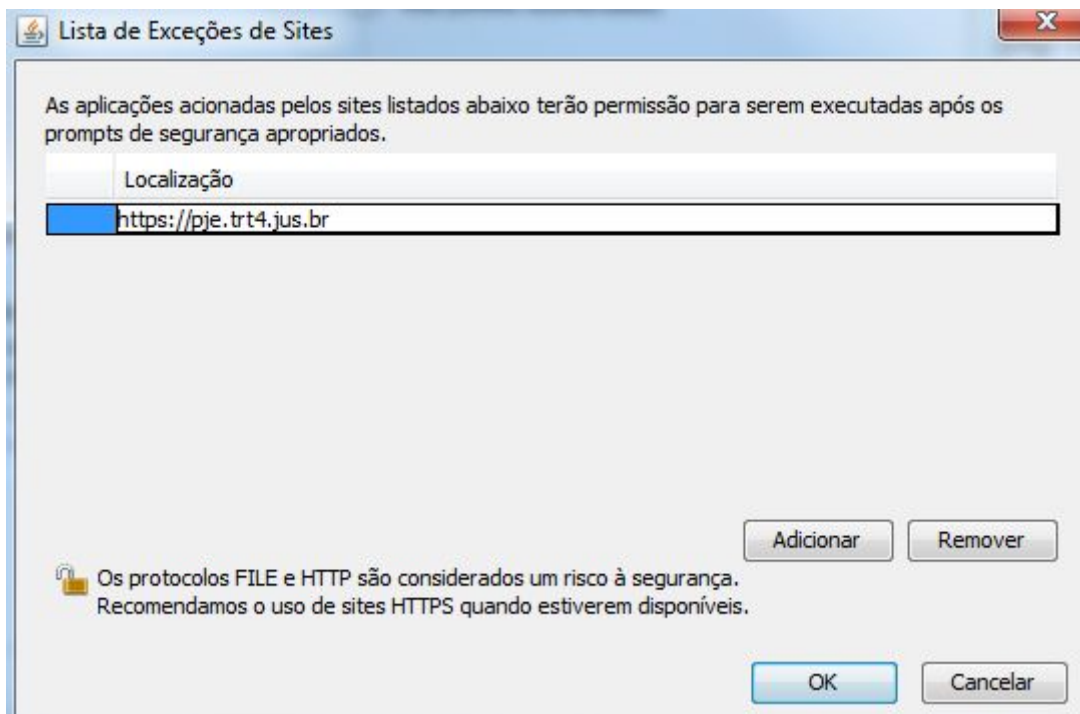 Lista de Exceções de Sites
As aplicações acionadas pelos sites listados abaixo terão permissão para serem executadas após os
prompts de segurança apropriados.
Localização
https://pje.trt4.jus.br
Adicionar
Remover
Os protocolos FILE e HTTP são considerados um risco à segurança.
Recomendamos o uso de sites HTTPS quando estiverem disponíveis.
OK
Cancelar